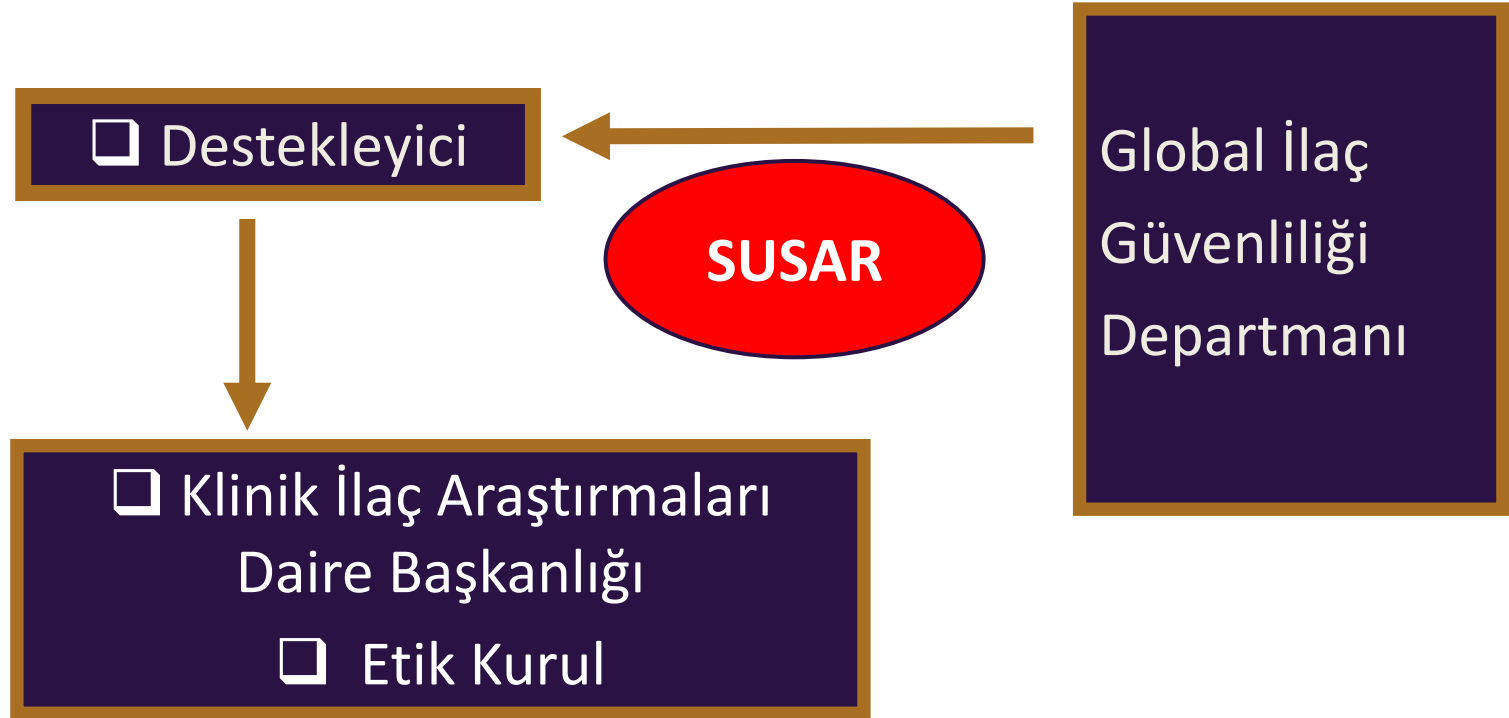 ❑ Destekleyici
SUSAR
Global İlaç
Güvenliliği
Departmanı
❑ Klinik İlaç Araştırmaları
Daire Başkanlığı
❑ Etik Kurul